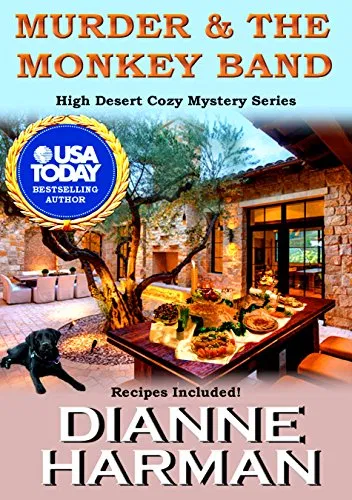 MURDER & THE
MONKEY BAND
High Desert Cozy Mystery Series
USA
TODAY
BESTSELLING
AUTHOR
Recipes Included!
DIANNE
HARMAN